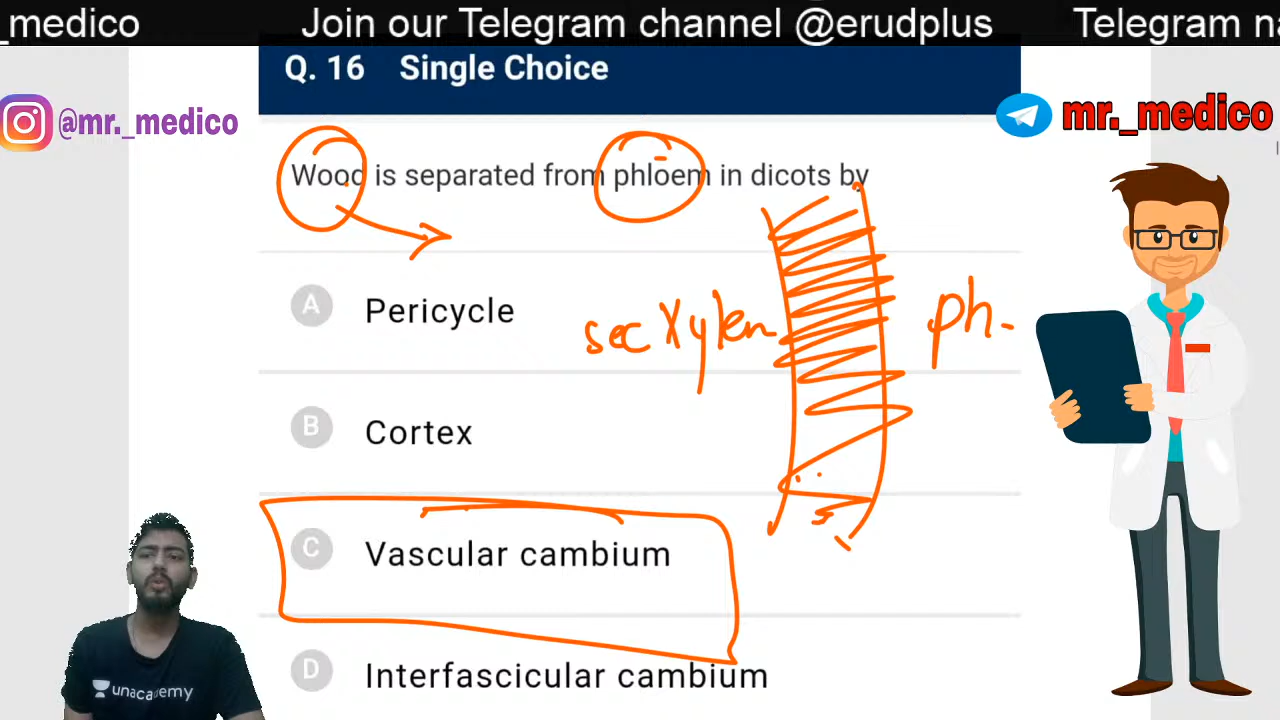 _medico Join our Telegram channel @erudplus Telegram na
Q. 16 Single Choice
@mr._medico
mr._medico
Wood is separated from phloem in dicots by
A Pericycle
sec Xylem
ph.
B Cortex
C Vascular cambium
D Interfascicular cambium
unacademy